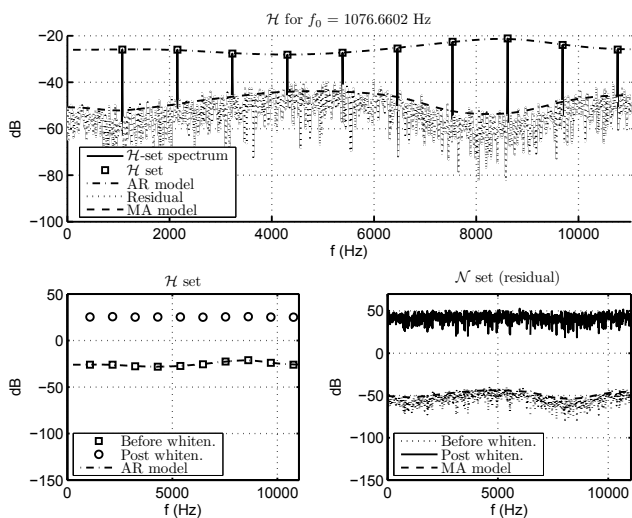 ℋ for f₀ = 1076.6602 Hz
−20
−40
−60
−80
−100
dB
ℋ-set spectrum
ℋ set
AR model
Residual
MA model
0 2000 4000 6000 8000 10000
f (Hz)
ℋ set
50
0
−50
−100
−150
dB
Before whiten.
Post whiten.
AR model
0 5000 10000
f (Hz)
𝒩 set (residual)
50
0
−50
−100
−150
dB
Before whiten.
Post whiten.
MA model
0 5000 10000
f (Hz)